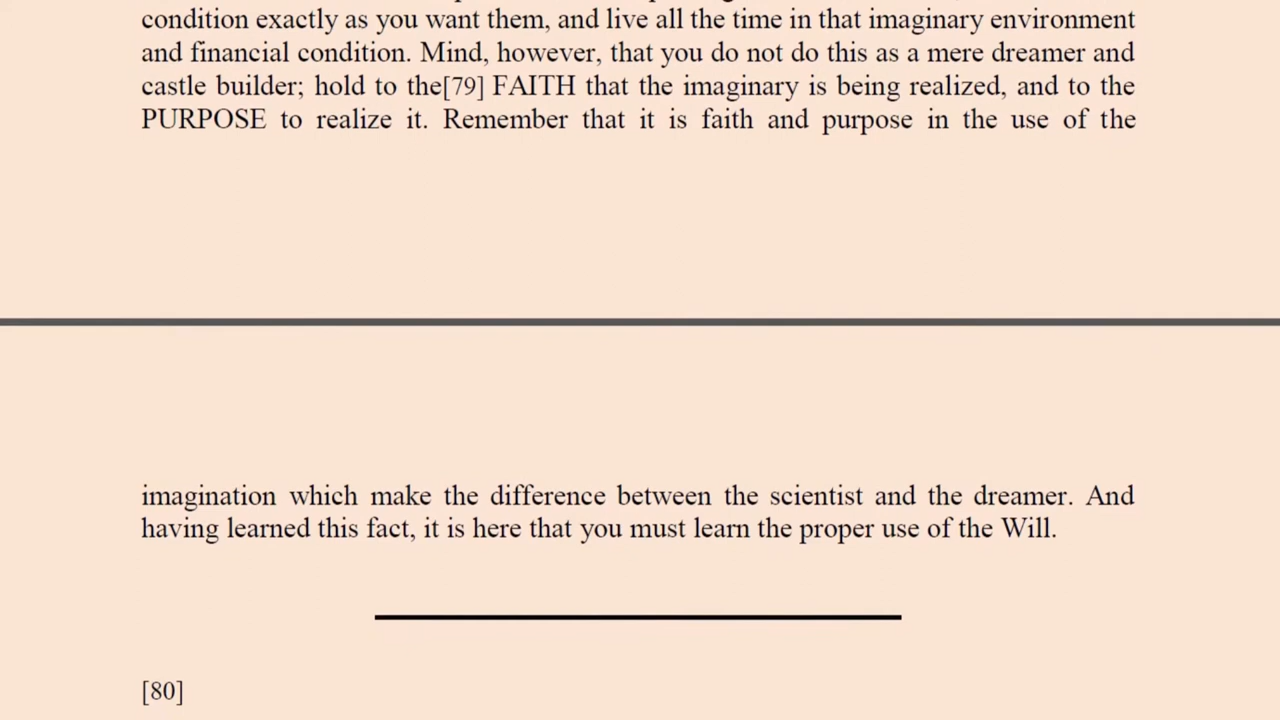 condition exactly as you want them, and live all the time in that imaginary environment
and financial condition. Mind, however, that you do not do this as a mere dreamer and
castle builder; hold to the[79] FAITH that the imaginary is being realized, and to the
PURPOSE to realize it. Remember that it is faith and purpose in the use of the
imagination which make the difference between the scientist and the dreamer. And
having learned this fact, it is here that you must learn the proper use of the Will.
[80]